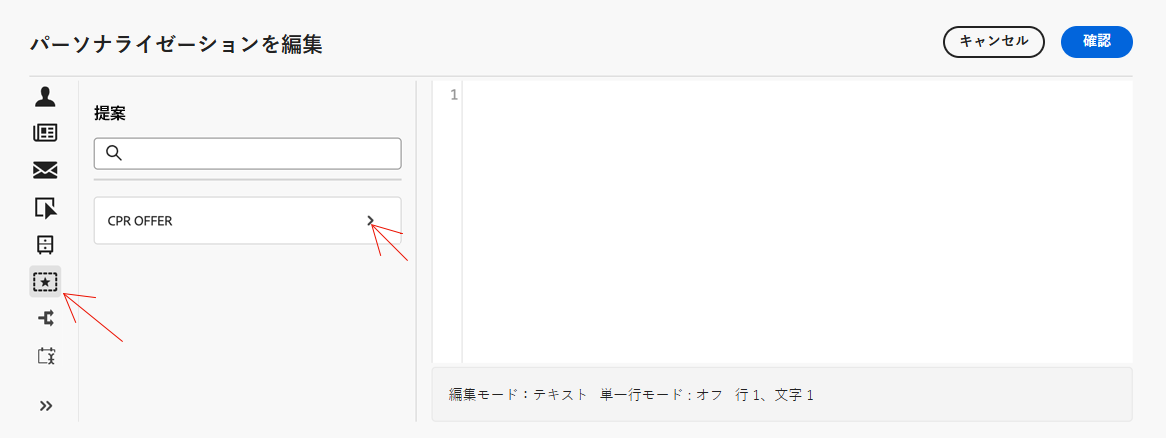 パーソナライゼーションを編集
キャンセル
確認
提案
CPR OFFER
1
編集モード：テキスト 単一行モード : オフ 行 1、文字 1